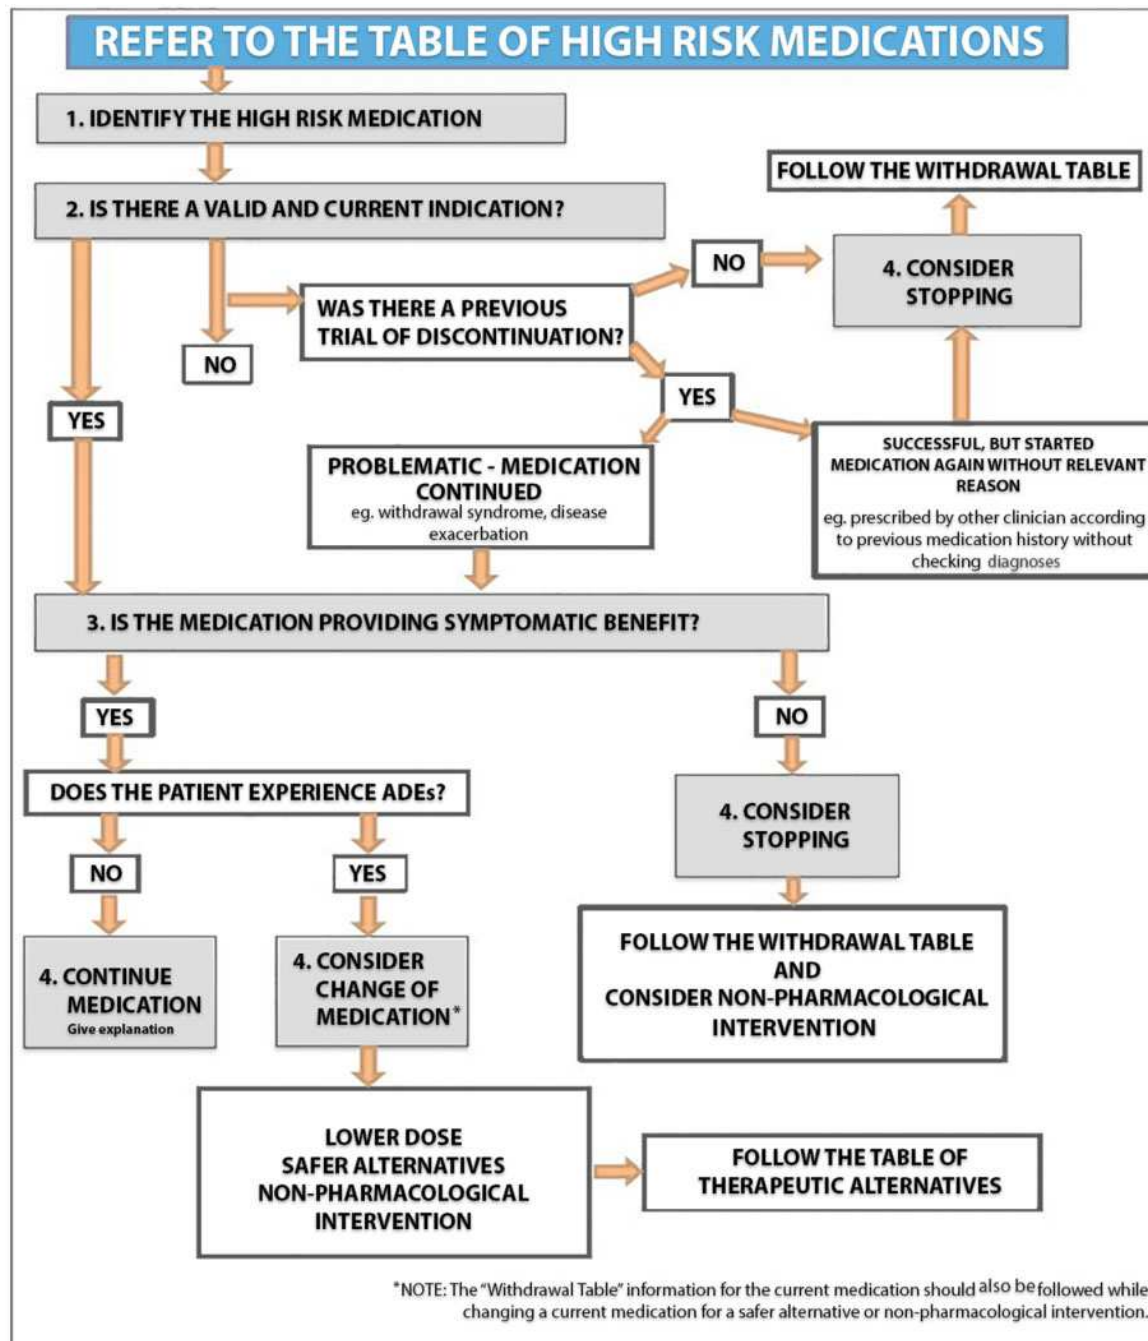 REFER TO THE TABLE OF HIGH RISK MEDICATIONS
1. IDENTIFY THE HIGH RISK MEDICATION
FOLLOW THE WITHDRAWAL TABLE
2. IS THERE A VALID AND CURRENT INDICATION?
NO
4. CONSIDER
STOPPING
WAS THERE A PREVIOUS
TRIAL OF DISCONTINUATION?
NO
YES
YES
SUCCESSFUL, BUT STARTED
MEDICATION AGAIN WITHOUT RELEVANT
REASON
eg. prescribed by other clinician according
to previous medication history without
checking diagnoses
PROBLEMATIC - MEDICATION
CONTINUED
eg. withdrawal syndrome, disease
exacerbation
3. IS THE MEDICATION PROVIDING SYMPTOMATIC BENEFIT?
YES
NO
DOES THE PATIENT EXPERIENCE ADEs?
4. CONSIDER
STOPPING
NO
YES
FOLLOW THE WITHDRAWAL TABLE
AND
CONSIDER NON-PHARMACOLOGICAL
INTERVENTION
4. CONTINUE
MEDICATION
Give explanation
4. CONSIDER
CHANGE OF
MEDICATION*
LOWER DOSE
SAFER ALTERNATIVES
NON-PHARMACOLOGICAL
INTERVENTION
FOLLOW THE TABLE OF
THERAPEUTIC ALTERNATIVES
*NOTE: The "Withdrawal Table" information for the current medication should also be followed while
changing a current medication for a safer alternative or non-pharmacological intervention.